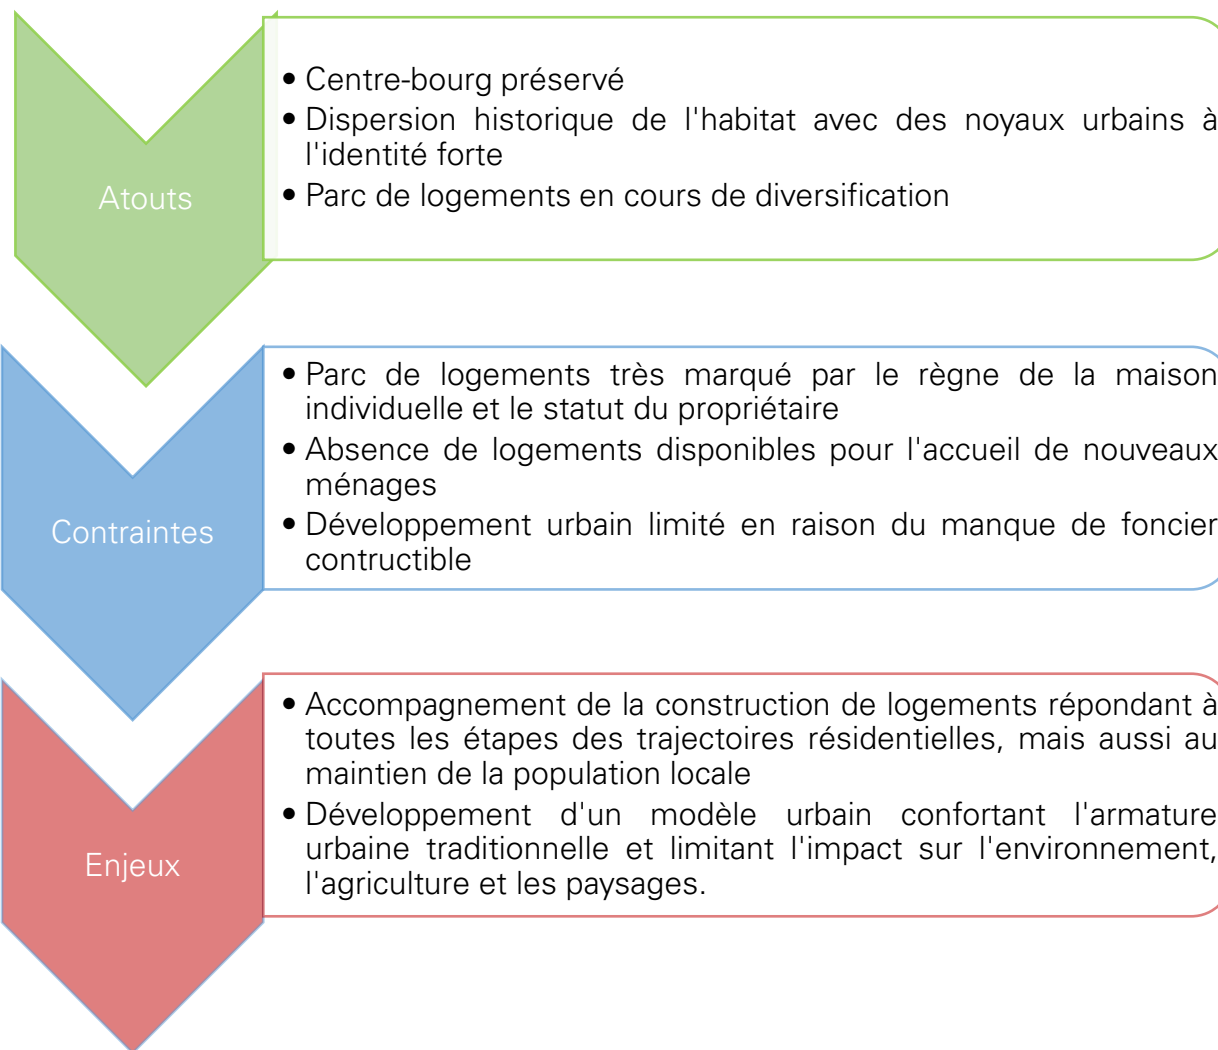 Atouts
• Centre-bourg préservé
• Dispersion historique de l'habitat avec des noyaux urbains à
l'identité forte
• Parc de logements en cours de diversification
Contraintes
• Parc de logements très marqué par le règne de la maison
individuelle et le statut du propriétaire
• Absence de logements disponibles pour l'accueil de nouveaux
ménages
• Développement urbain limité en raison du manque de foncier
contructible
Enjeux
• Accompagnement de la construction de logements répondant à
toutes les étapes des trajectoires résidentielles, mais aussi au
maintien de la population locale
• Développement d'un modèle urbain confortant l'armature
urbaine traditionnelle et limitant l'impact sur l'environnement,
l'agriculture et les paysages.